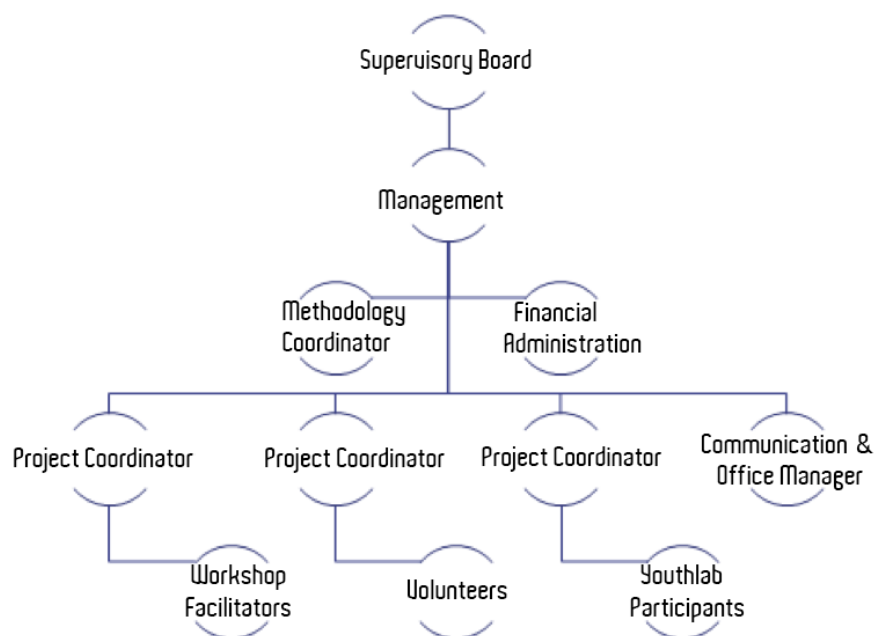 Supervisory Board
Management
Methodology
Coordinator
Financial
Administration
Project Coordinator
Project Coordinator
Project Coordinator
Communication &
Office Manager
Workshop
Facilitators
Volunteers
Youthlab
Participants